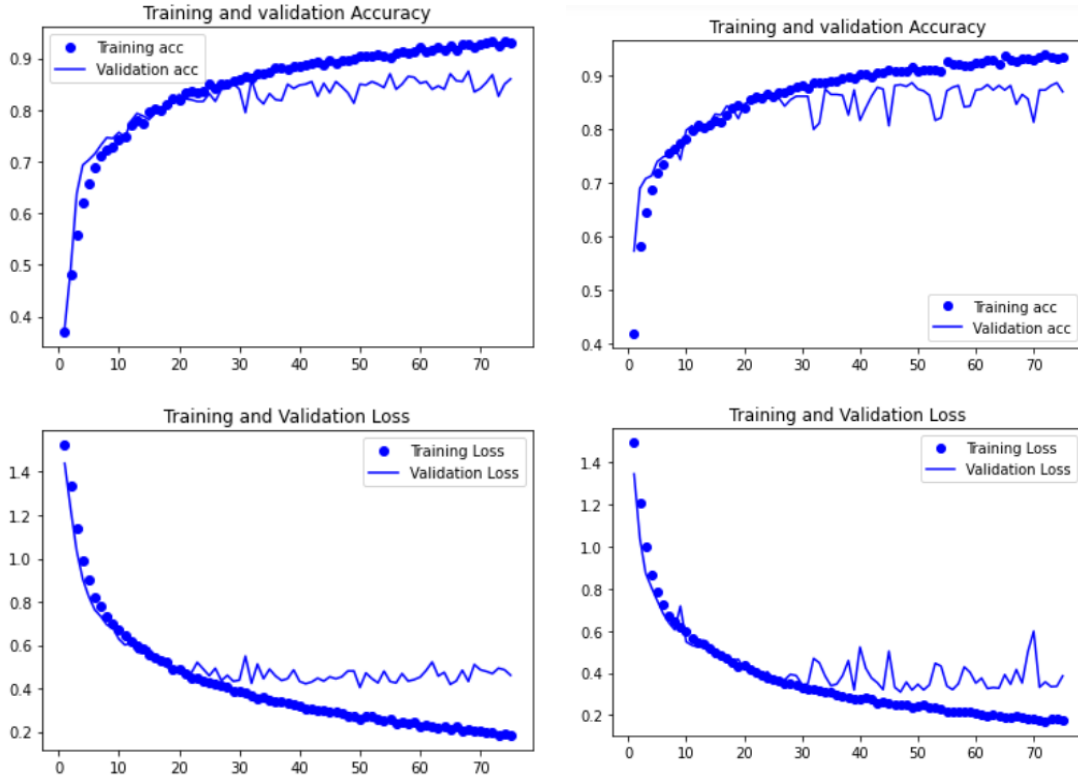 Training and validation Accuracy
Training acc
Validation acc
0.9
0.8
0.7
0.6
0.5
0.4
0 10 20 30 40 50 60 70
Training and validation Accuracy
0.9
0.8
0.7
0.6
0.5
0.4
Training acc
Validation acc
0 10 20 30 40 50 60 70
Training and Validation Loss
Training Loss
Validation Loss
1.4
1.2
1.0
0.8
0.6
0.4
0.2
0 10 20 30 40 50 60 70
Training and Validation Loss
Training Loss
Validation Loss
1.4
1.2
1.0
0.8
0.6
0.4
0.2
0 10 20 30 40 50 60 70